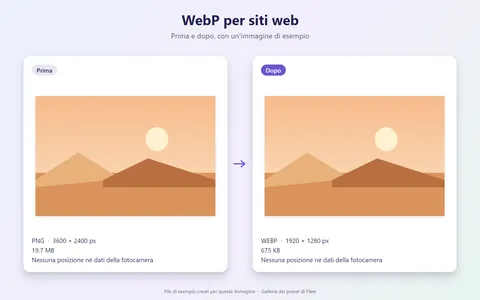 WebP per siti web
Prima e dopo, con un'immagine di esempio
Prima
PNG · 3600 × 2400 px
19.7 MB
Nessuna posizione né dati della fotocamera
→
Dopo
WEBP · 1920 × 1280 px
675 KB
Nessuna posizione né dati della fotocamera
File di esempio creati per questa immagine · Galleria dei preset di Filee